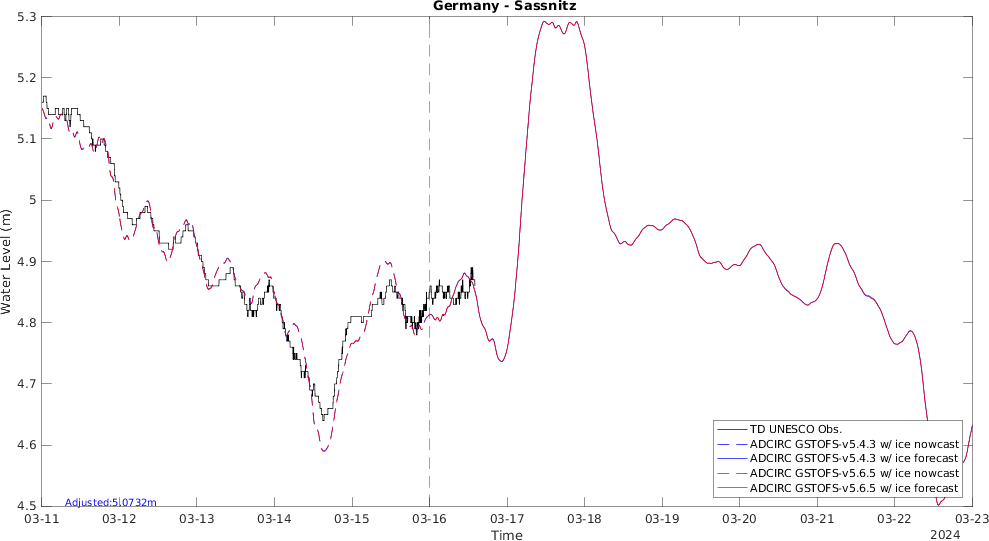 Germany - Sassnitz
5.3
5.2
5.1
5
4.9
4.8
4.7
4.6
4.5
Water Level (m)
TD UNESCO Obs.
ADCIRC GSTOFS-v5.4.3 w/ ice nowcast
ADCIRC GSTOFS-v5.4.3 w/ ice forecast
ADCIRC GSTOFS-v5.6.5 w/ ice nowcast
ADCIRC GSTOFS-v5.6.5 w/ ice forecast
Adjusted:5.0732m
03-11 03-12 03-13 03-14 03-15 03-16 03-17 03-18 03-19 03-20 03-21 03-22 03-23
Time
2024